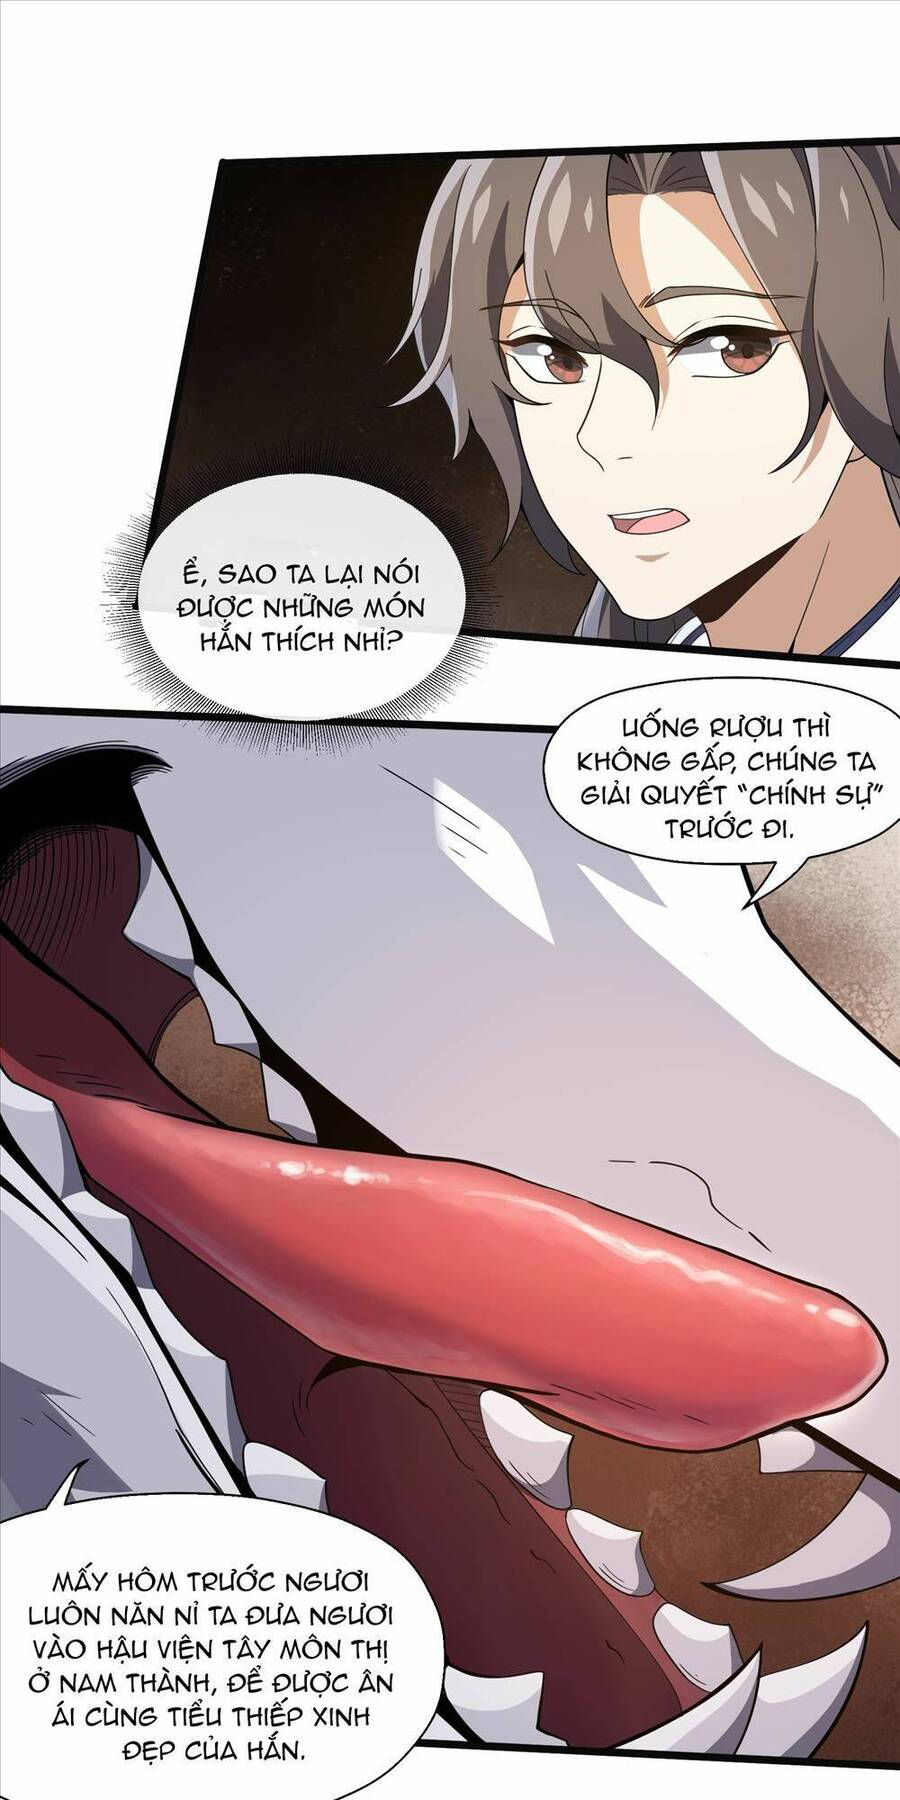 Ể, SAO TA LẠI NÓI
ĐƯỢC NHỮNG MÓN
HẮN THÍCH NHỈ?
UỐNG RƯỢU THÌ
KHÔNG GẤP, CHÚNG TA
GIẢI QUYẾT "CHÍNH SỰ"
TRƯỚC ĐI.
MẤY HÔM TRƯỚC NGƯƠI
LUÔN NĂN NỈ TA ĐƯA NGƯƠI
VÀO HẬU VIỆN TÂY MÔN THỊ
Ở NAM THÀNH, ĐỂ ĐƯỢC ÂN
ÁI CÙNG TIỂU THIẾP XINH
ĐẸP CỦA HẮN.